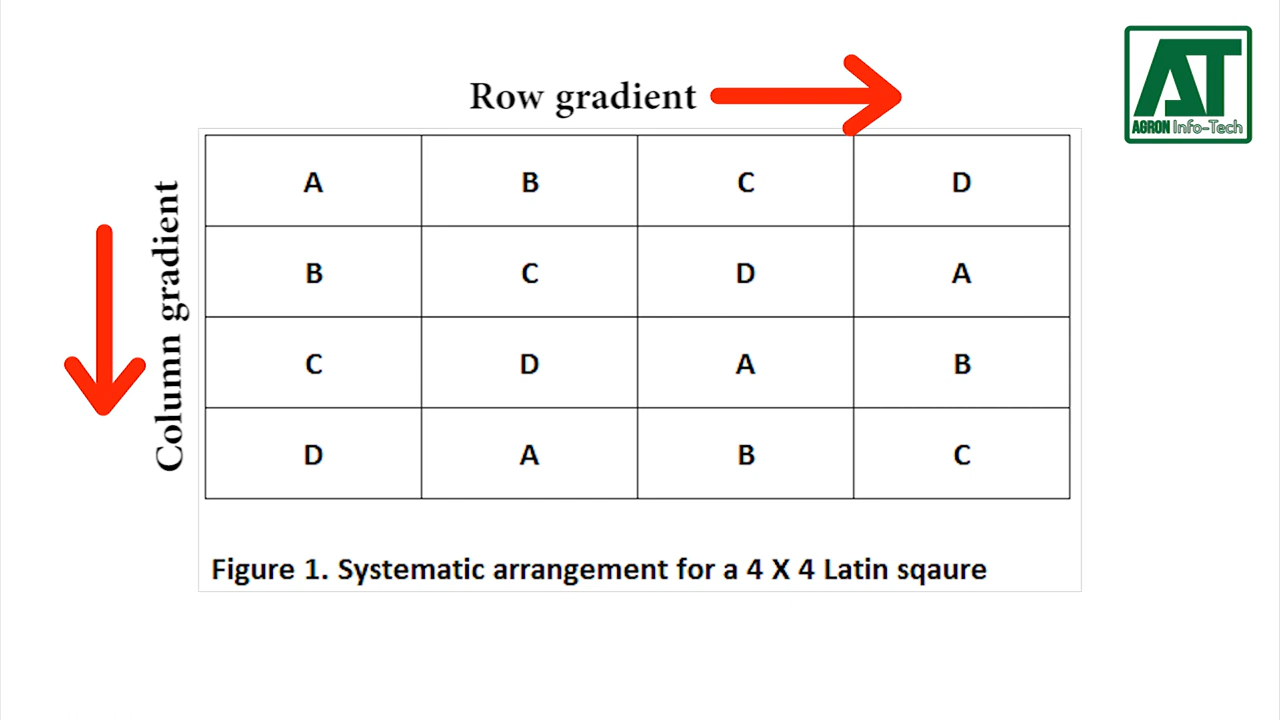 Row gradient
AT
AGRON Info-Tech
Column gradient
A B C D
B C D A
C D A B
D A B C
Figure 1. Systematic arrangement for a 4 X 4 Latin sqaure